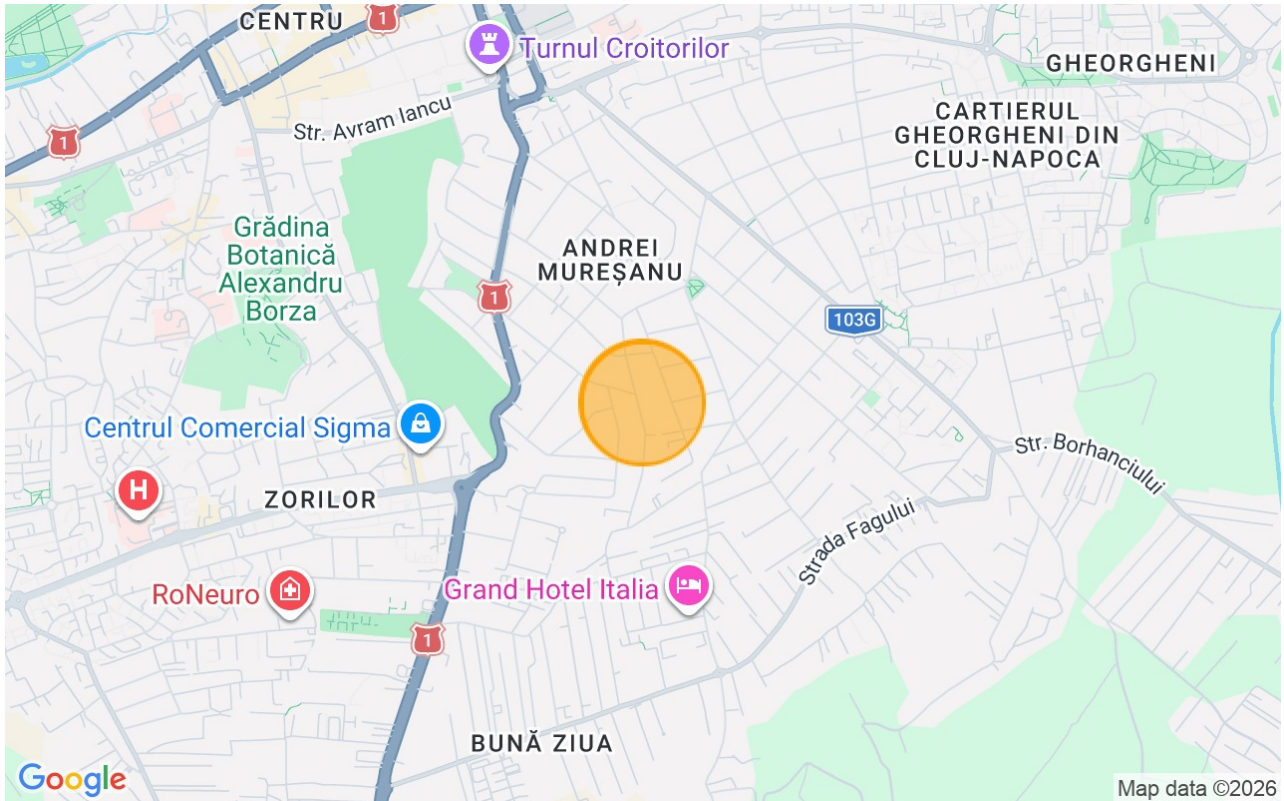 CENTRU
1
Turnul Croitorilor
GHEORGHENI
Str. Avram Iancu
CARTIERUL
GHEORGHENI DIN
CLUJ-NAPOCA
1
Grădina
Botanică
Alexandru
Borza
ANDREI
MUREȘANU
1
103G
Centrul Comercial Sigma
Str. Borhanciului
H
ZORILOR
Strada Fagului
RoNeuro
Grand Hotel Italia
1
BUNĂ ZIUA
Google
Map data ©2026